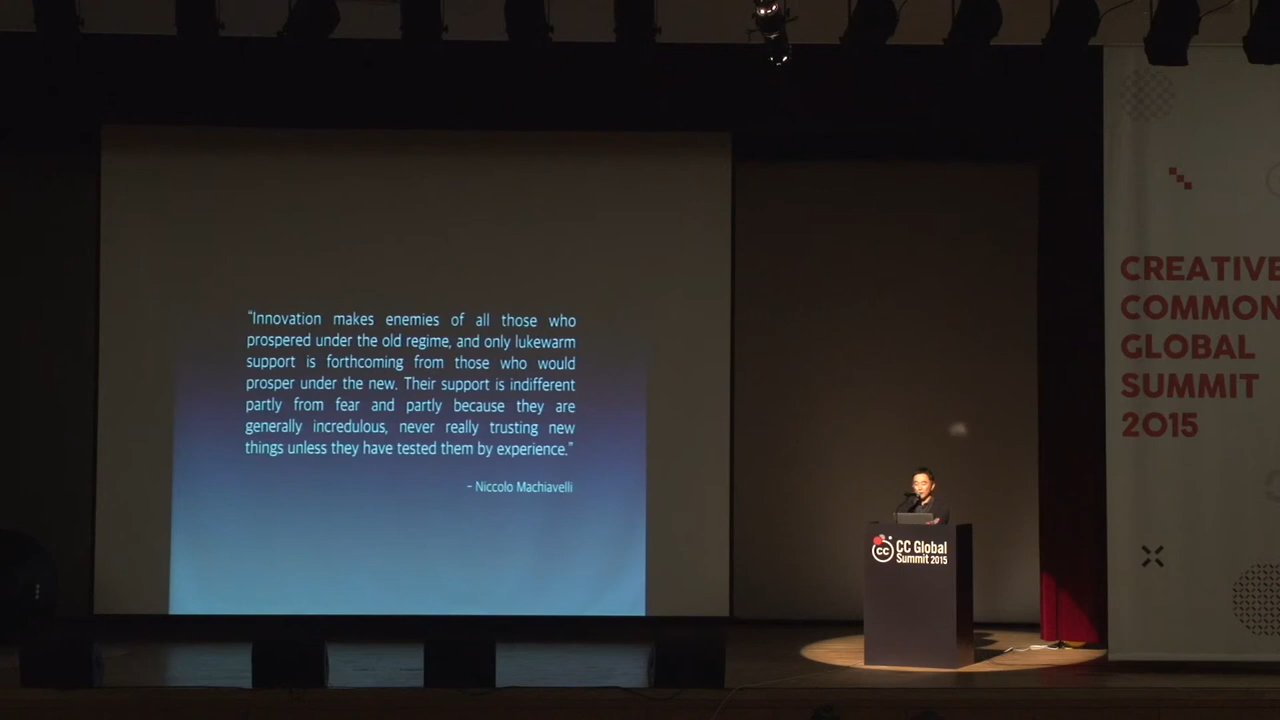 “Innovation makes enemies of all those who
prospered under the old regime, and only lukewarm
support is forthcoming from those who would
prosper under the new. Their support is indifferent
partly from fear and partly because they are
generally incredulous, never really trusting new
things unless they have tested them by experience.”
- Niccolo Machiavelli
CC
CC Global
Summit 2015
CREATIVE
COMMON
GLOBAL
SUMMIT
2015